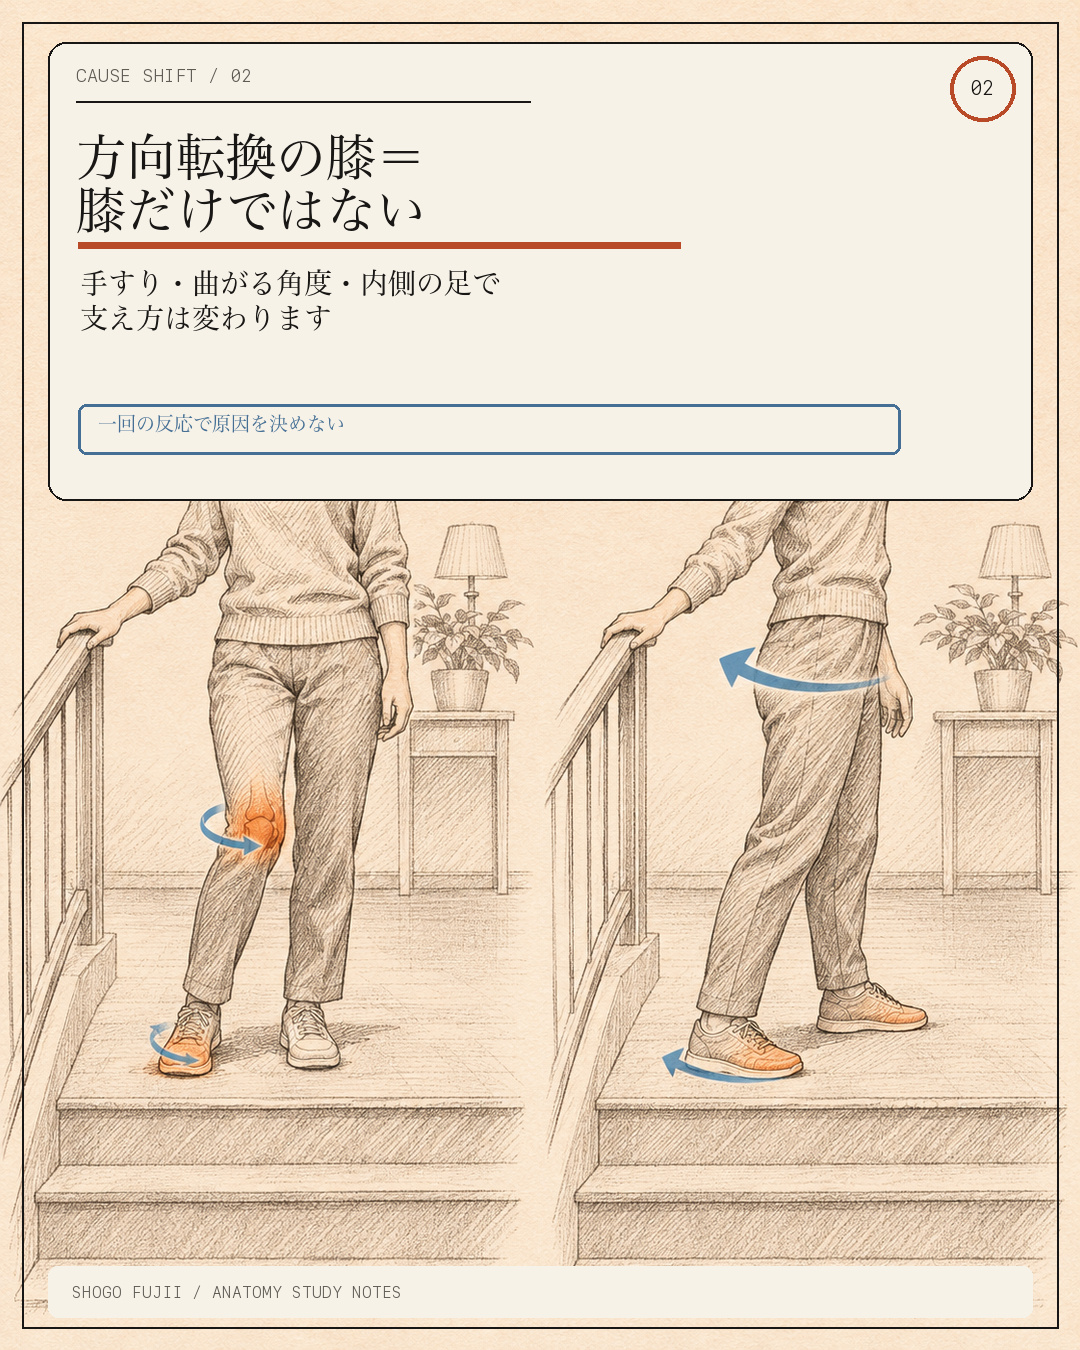 CAUSE SHIFT / 02
02
方向転換の膝＝
膝だけではない
手すり・曲がる角度・内側の足で
支え方は変わります
一回の反応で原因を決めない
SHOGO FUJII / ANATOMY STUDY NOTES